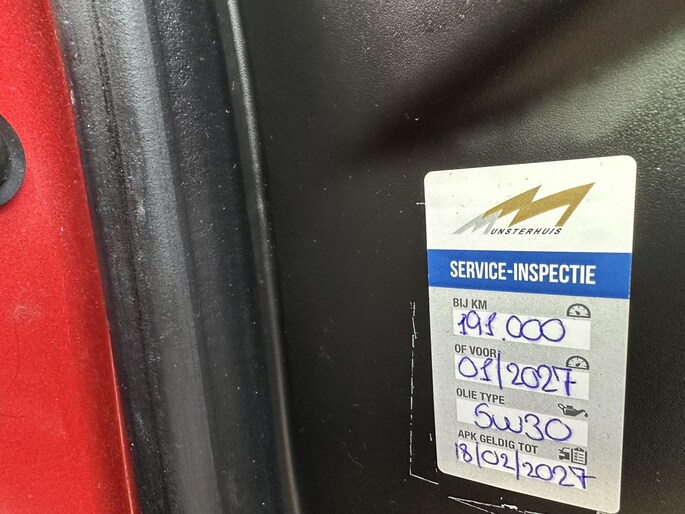 MUNSTERHUIS
SERVICE-INSPECTIE
BIJ KM
191.000
OF VOOR
01/2027
OLIE TYPE
5W30
APK GELDIG TOT
18/02/2027